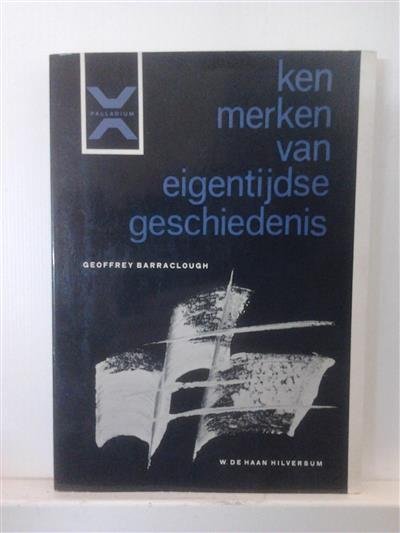 PALLADIUM
ken
merken
van
eigentijdse
geschiedenis
GEOFFREY BARRACLOUGH
W. DE HAAN HILVERSUM